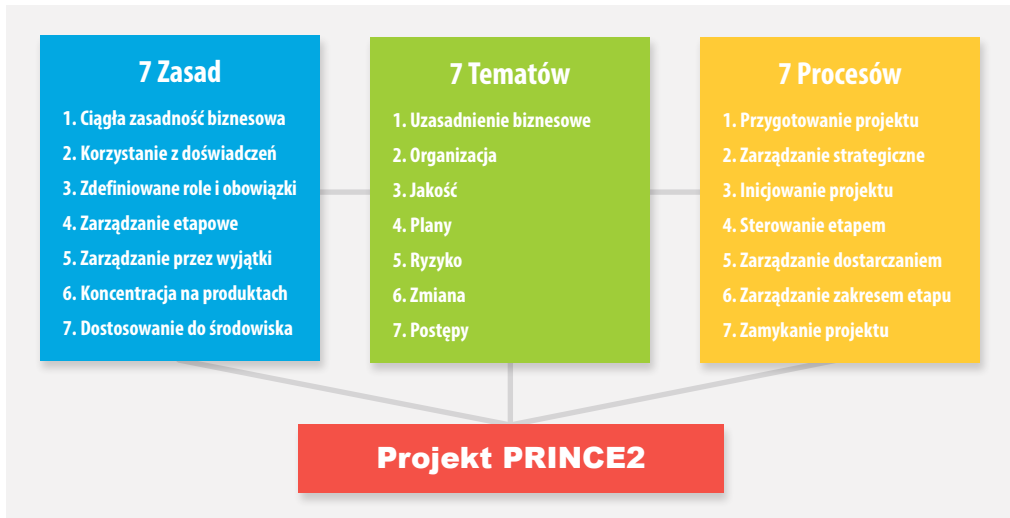 7 Zasad
1. Ciągła zasadność biznesowa
2. Korzystanie z doświadczeń
3. Zdefiniowane role i obowiązki
4. Zarządzanie etapowe
5. Zarządzanie przez wyjątki
6. Koncentracja na produktach
7. Dostosowanie do środowiska
7 Tematów
1. Uzasadnienie biznesowe
2. Organizacja
3. Jakość
4. Plany
5. Ryzyko
6. Zmiana
7. Postępy
7 Procesów
1. Przygotowanie projektu
2. Zarządzanie strategiczne
3. Inicjowanie projektu
4. Sterowanie etapem
5. Zarządzanie dostarczaniem
6. Zarządzanie zakresem etapu
7. Zamykanie projektu
Projekt PRINCE2